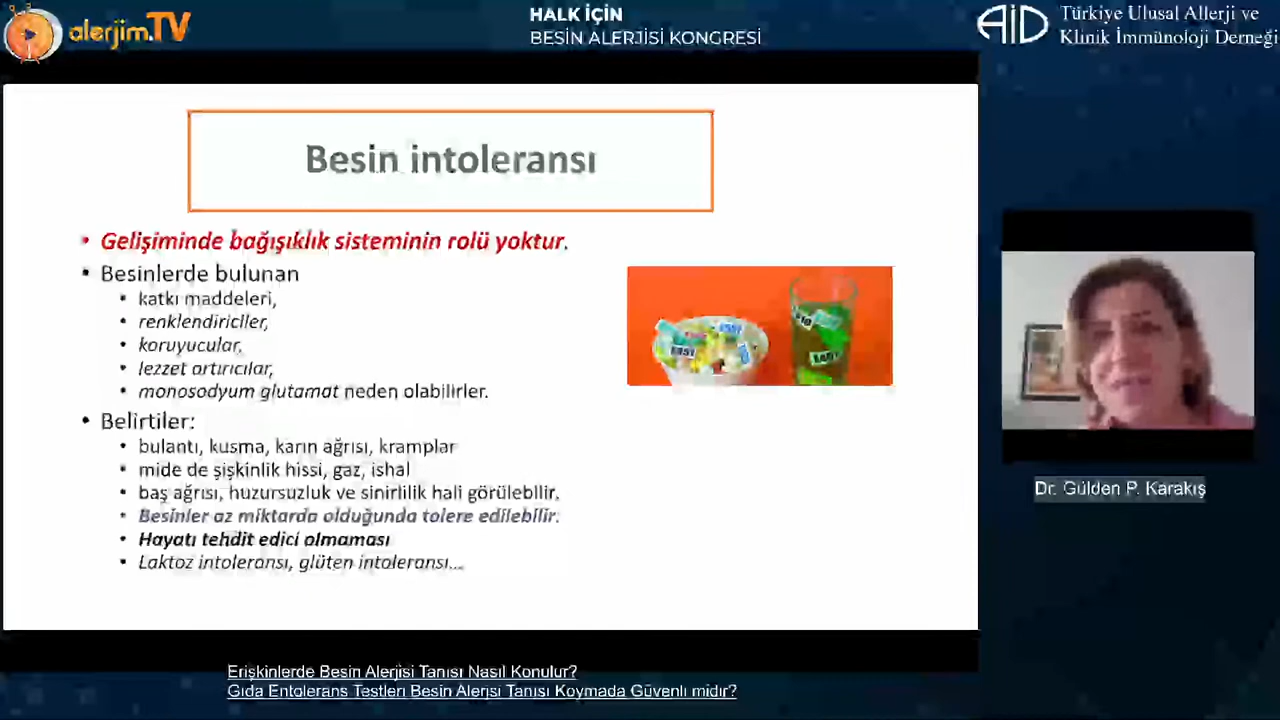 alerjim.TV
HALK İÇİN
BESİN ALERJİSİ KONGRESİ
AİD
Türkiye Ulusal Allerji ve
Klinik İmmünoloji Derneği
Besin intoleransı
• Gelişiminde bağışıklık sisteminin rolü yoktur.
• Besinlerde bulunan
• katkı maddeleri,
• renklendiriciler,
• koruyucular,
• lezzet artırıcılar,
• monosodyum glutamat neden olabilirler.
• Belirtiler:
• bulantı, kusma, karın ağrısı, kramplar
• mide de şişkinlik hissi, gaz, ishal
• baş ağrısı, huzursuzluk ve sinirlilik hali görülebilir.
• Besinler az miktarda olduğunda tolere edilebilir.
• Hayatı tehdit edici olmaması
• Laktoz intoleransı, glüten intoleransı...
Dr. Gülden P. Karakış
Erişkinlerde Besin Alerjisi Tanısı Nasıl Konulur?
Gıda Entolerans Testleri Besin Alerjsi Tanısı Koymada Güvenli midir?